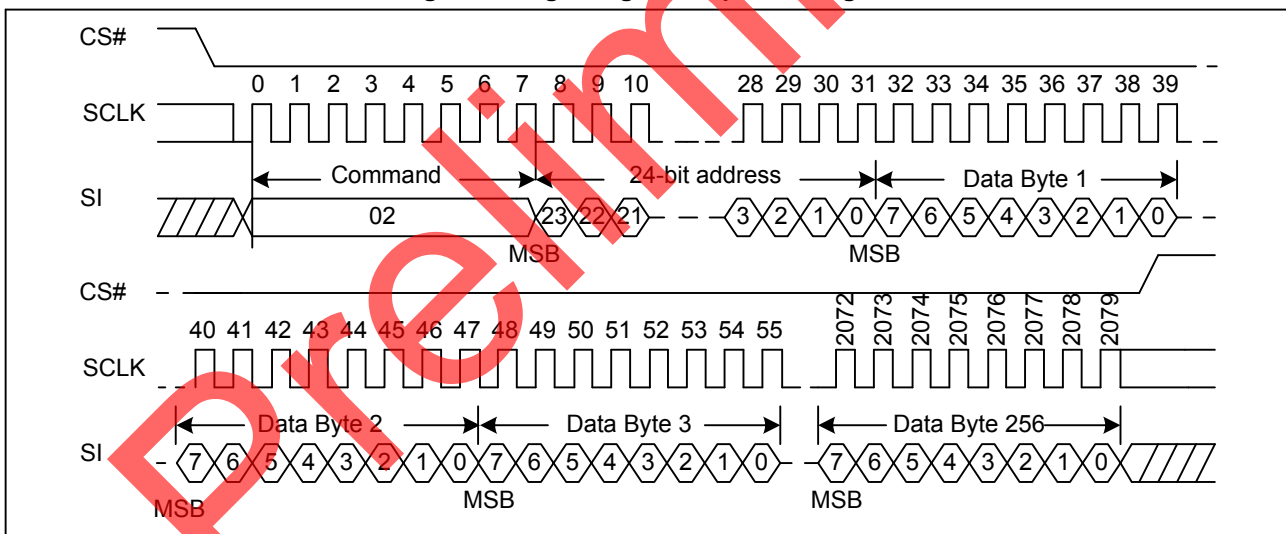 CS#
0 1 2 3 4 5 6 7 8 9 10 28 29 30 31 32 33 34 35 36 37 38 39
SCLK
Command 24-bit address Data Byte 1
SI
02 23 22 21 3 2 1 0 7 6 5 4 3 2 1 0
MSB MSB
CS#
40 41 42 43 44 45 46 47 48 49 50 51 52 53 54 55 2072 2073 2074 2075 2076 2077 2078 2079
SCLK
Data Byte 2 Data Byte 3 Data Byte 256
SI
7 6 5 4 3 2 1 0 7 6 5 4 3 2 1 0 7 6 5 4 3 2 1 0
MSB MSB MSB
Prelim